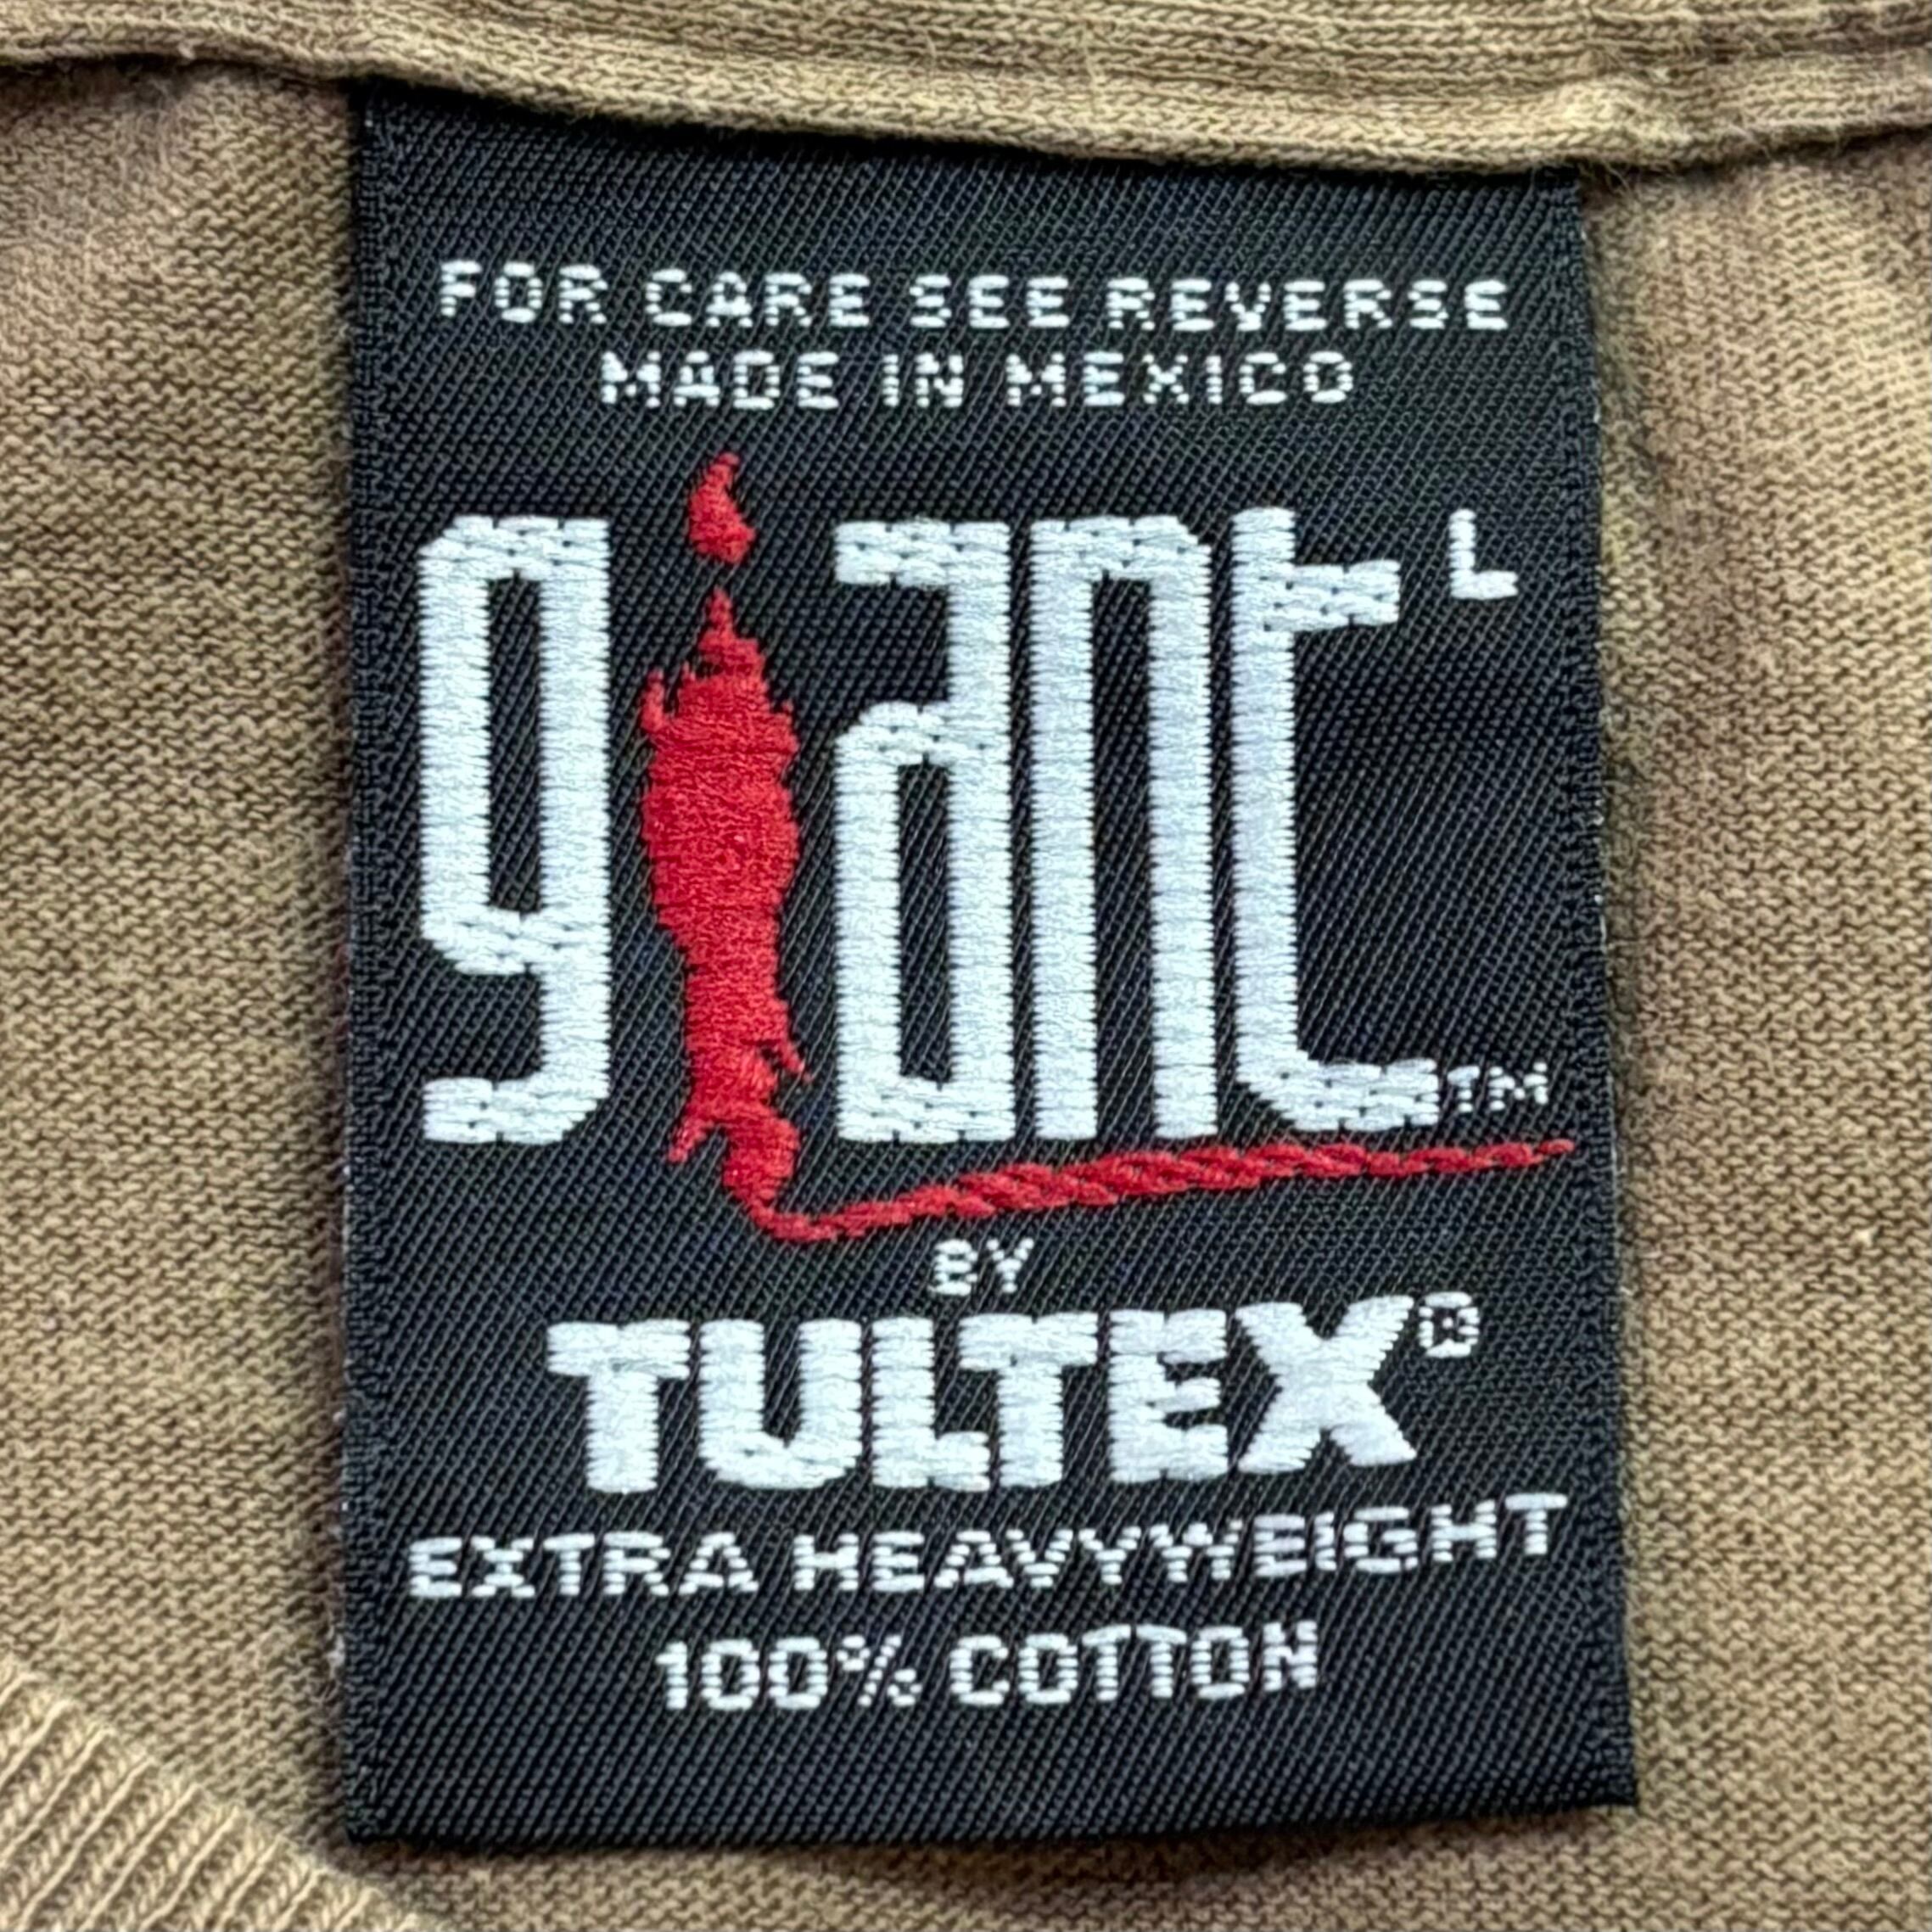 FOR CARE SEE REVERSE
MADE IN MEXICO
giant L
TM
BY
TULTEX®
EXTRA HEAVYWEIGHT
100% COTTON